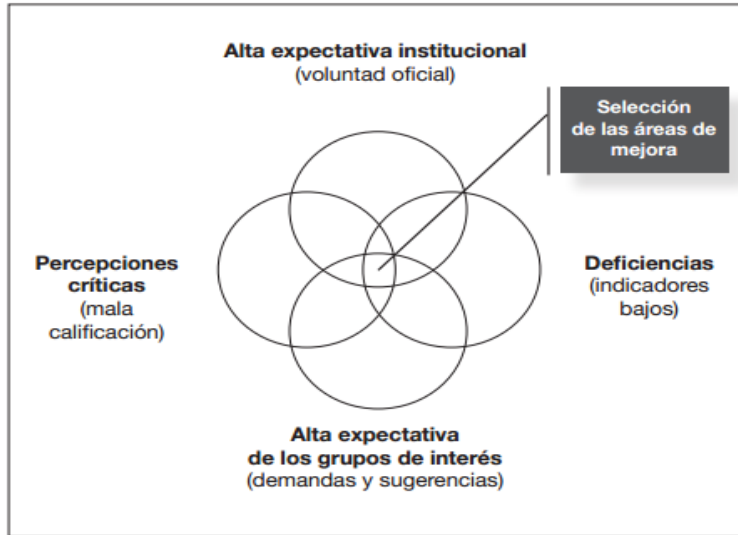 Alta expectativa institucional
(voluntad oficial)
Selección
de las áreas de
mejora
Percepciones
críticas
(mala
calificación)
Deficiencias
(indicadores
bajos)
Alta expectativa
de los grupos de interés
(demandas y sugerencias)